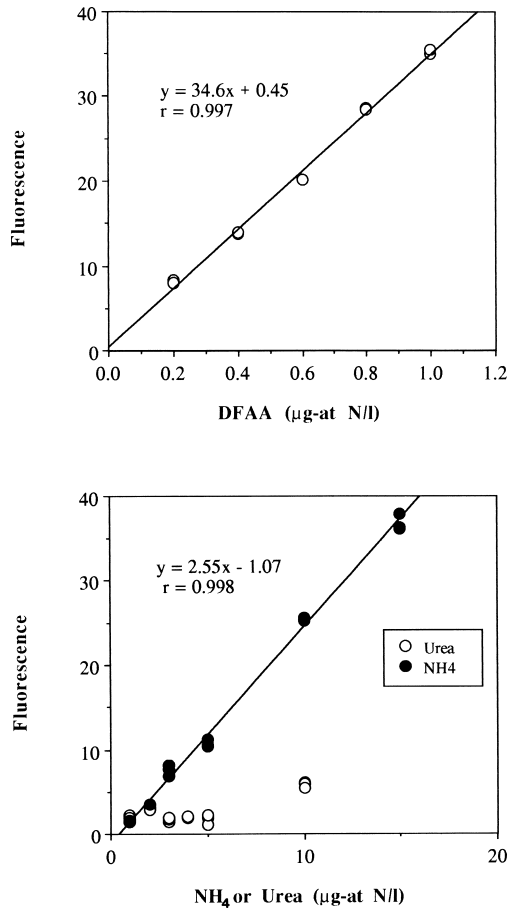 40
y = 34.6x + 0.45
r = 0.997
30
20
10
0
Fluorescence
0.0 0.2 0.4 0.6 0.8 1.0 1.2
DFAA (µg-at N/l)
40
y = 2.55x - 1.07
r = 0.998
30
20
10
0
Fluorescence
Urea
NH4
0 10 20
NH4 or Urea (µg-at N/l)